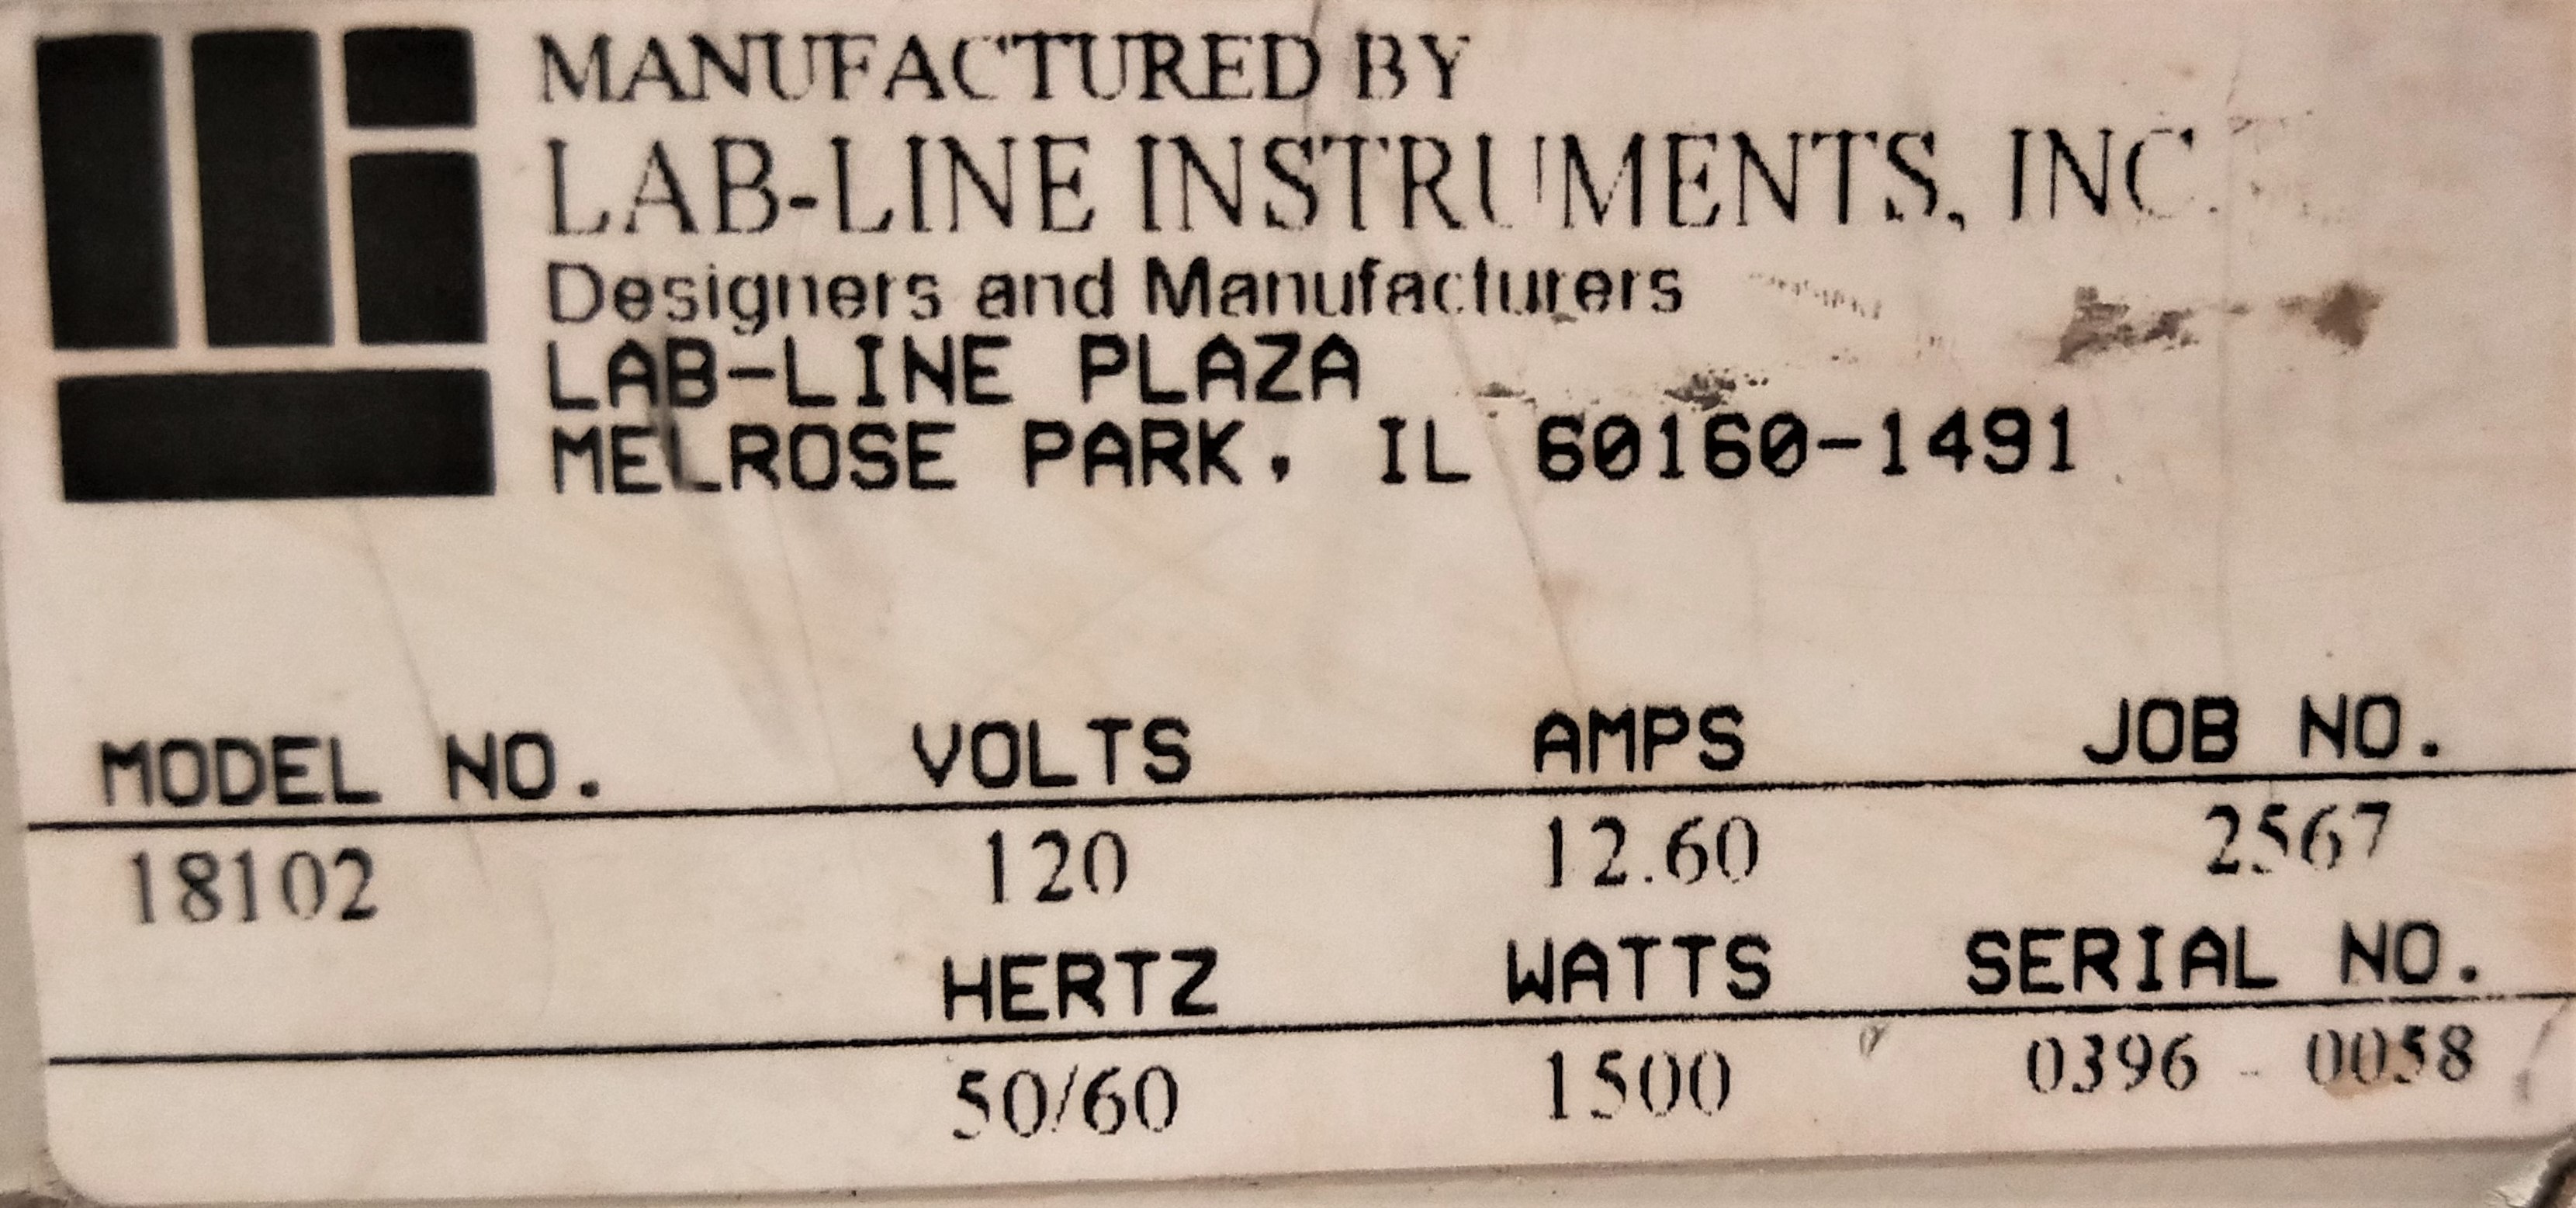 MANUFACTURED BY
LAB-LINE INSTRUMENTS, INC.
Designers and Manufacturers
LAB-LINE PLAZA
MELROSE PARK, IL 60160-1491
MODEL NO. VOLTS AMPS JOB NO.
18102 120 12.60 2567
HERTZ WATTS SERIAL NO.
50/60 1500 0396 - 0058